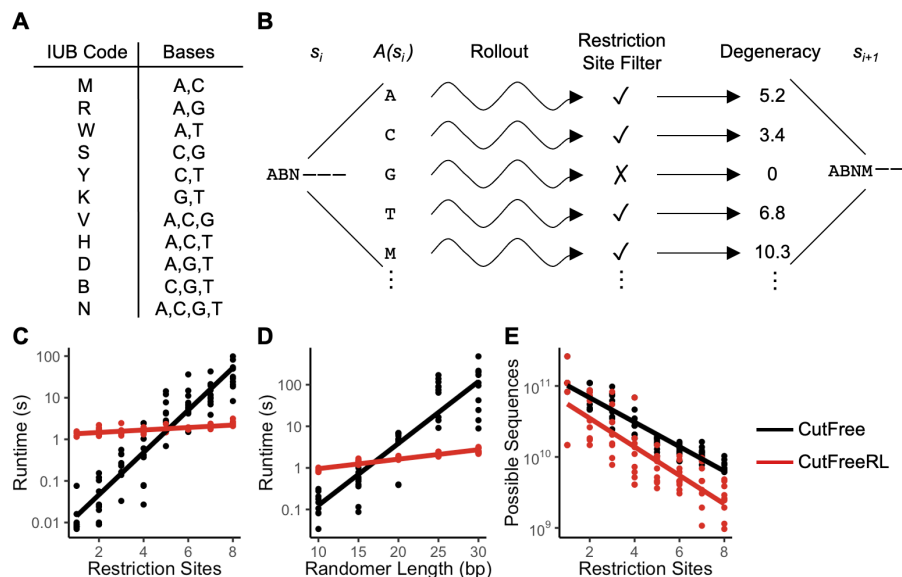 A
IUB Code Bases
M A,C
R A,G
W A,T
S C,G
Y C,T
K G,T
V A,C,G
H A,C,T
D A,G,T
B C,G,T
N A,C,G,T
B
s_i A(s_i) Rollout Restriction Site Filter Degeneracy s_{i+1}
A ✓ 5.2
C ✓ 3.4
ABN––– G ✗ 0 ABNM––
T ✓ 6.8
M ✓ 10.3
⋮ ⋮ ⋮
C
Runtime (s)
100
10
1
0.1
0.01
2 4 6 8
Restriction Sites
D
Runtime (s)
100
10
1
0.1
10 15 20 25 30
Randomer Length (bp)
E
Possible Sequences
10^11
10^10
10^9
2 4 6 8
Restriction Sites
CutFree
CutFreeRL